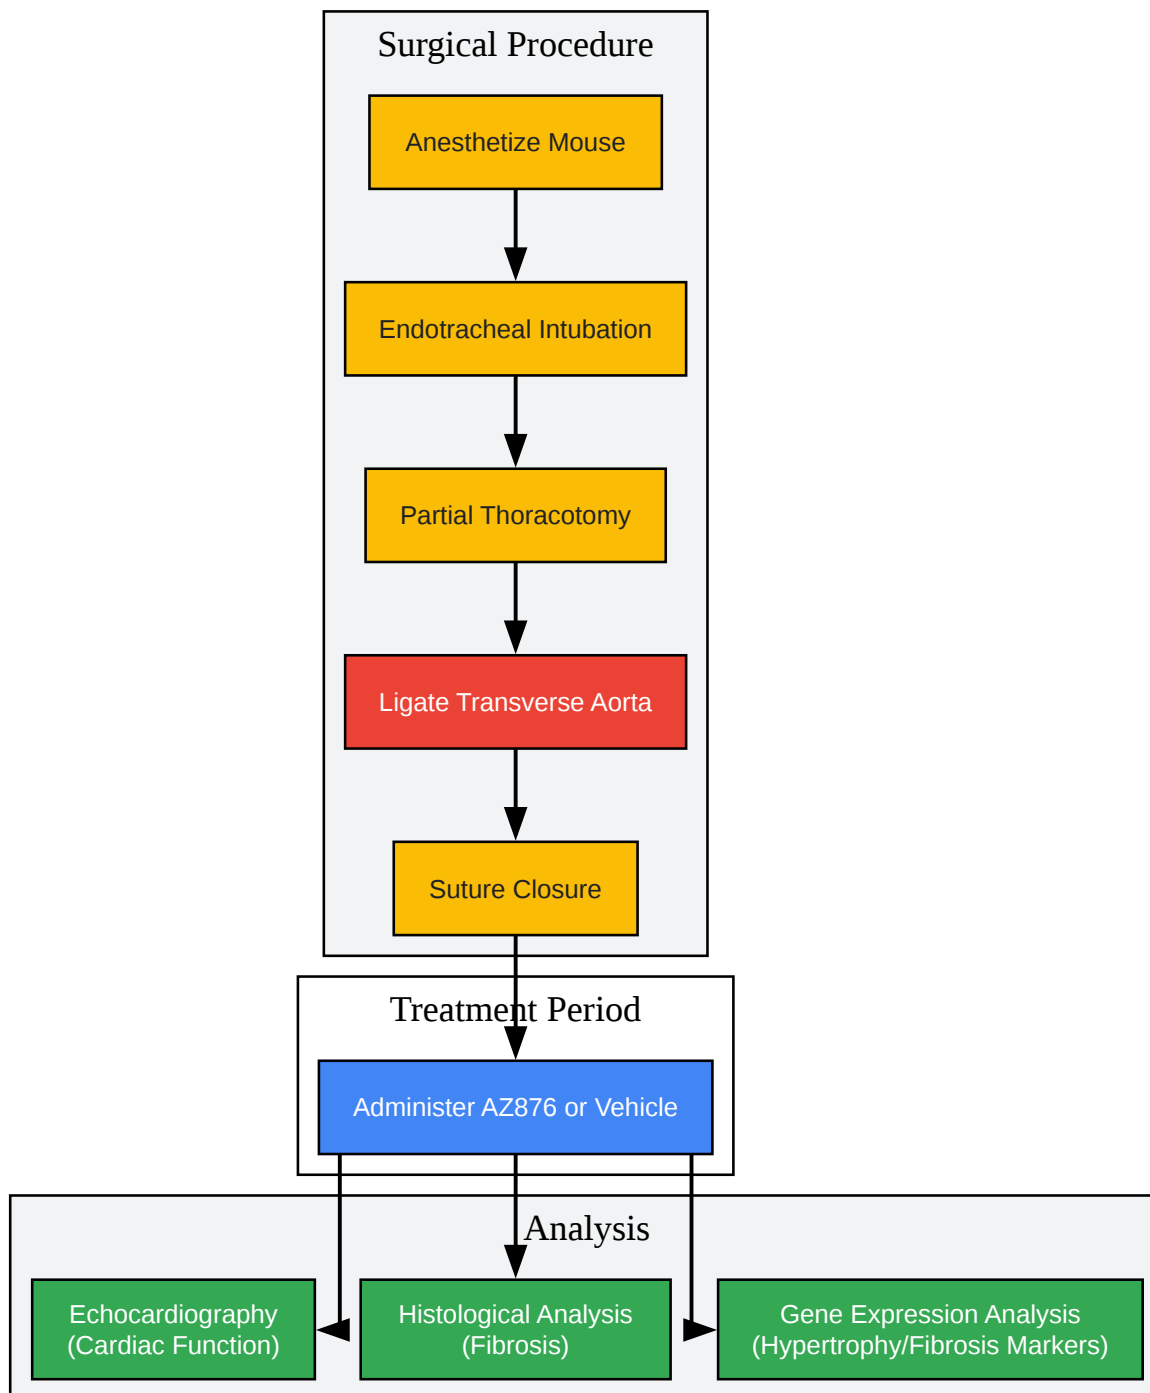 Surgical Procedure
Anesthetize Mouse
Endotracheal Intubation
Partial Thoracotomy
Ligate Transverse Aorta
Suture Closure
Treatment Period
Administer AZ876 or Vehicle
Analysis
Echocardiography
(Cardiac Function)
Histological Analysis
(Fibrosis)
Gene Expression Analysis
(Hypertrophy/Fibrosis Markers)